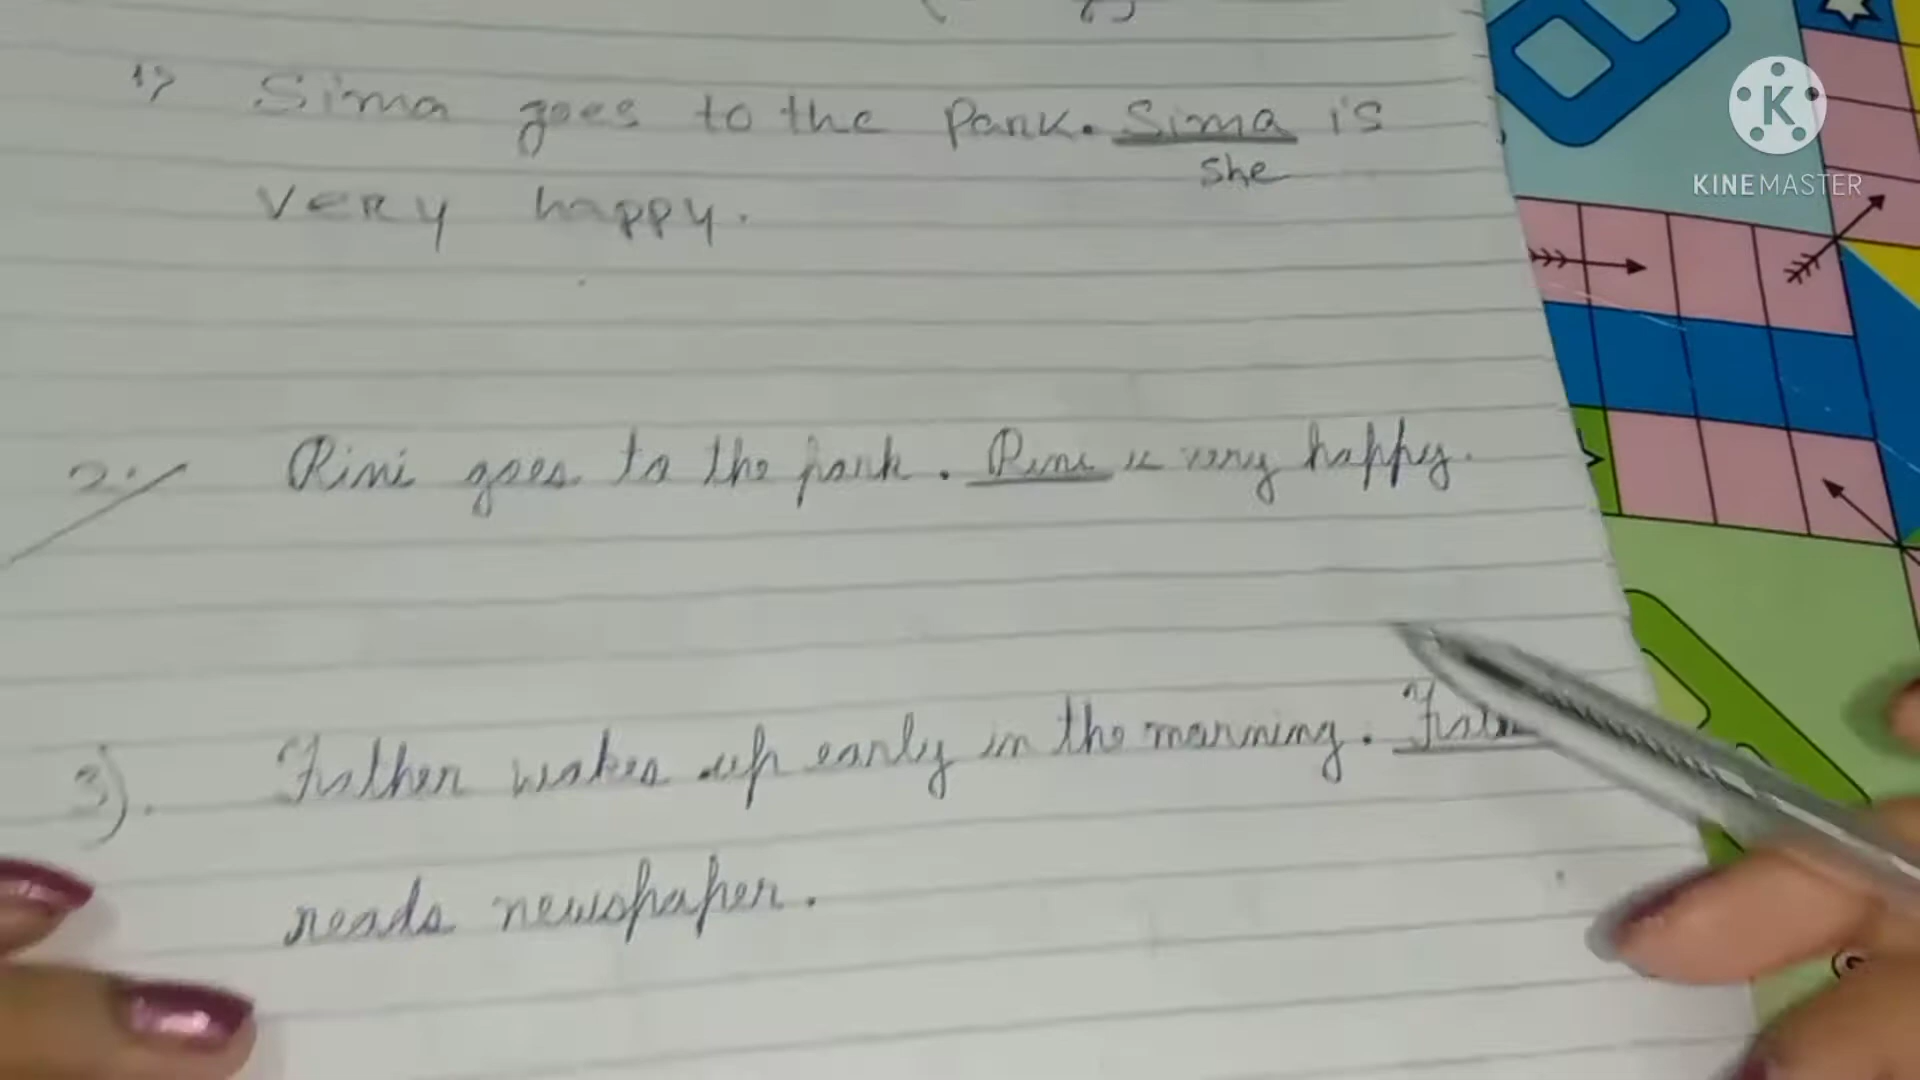 1) Sima goes to the Park. Sima is
she
very happy.
2. Rini goes to the park. Rini is very happy.
3). Father wakes up early in the morning.
reads newspaper.
K
KINEMASTER